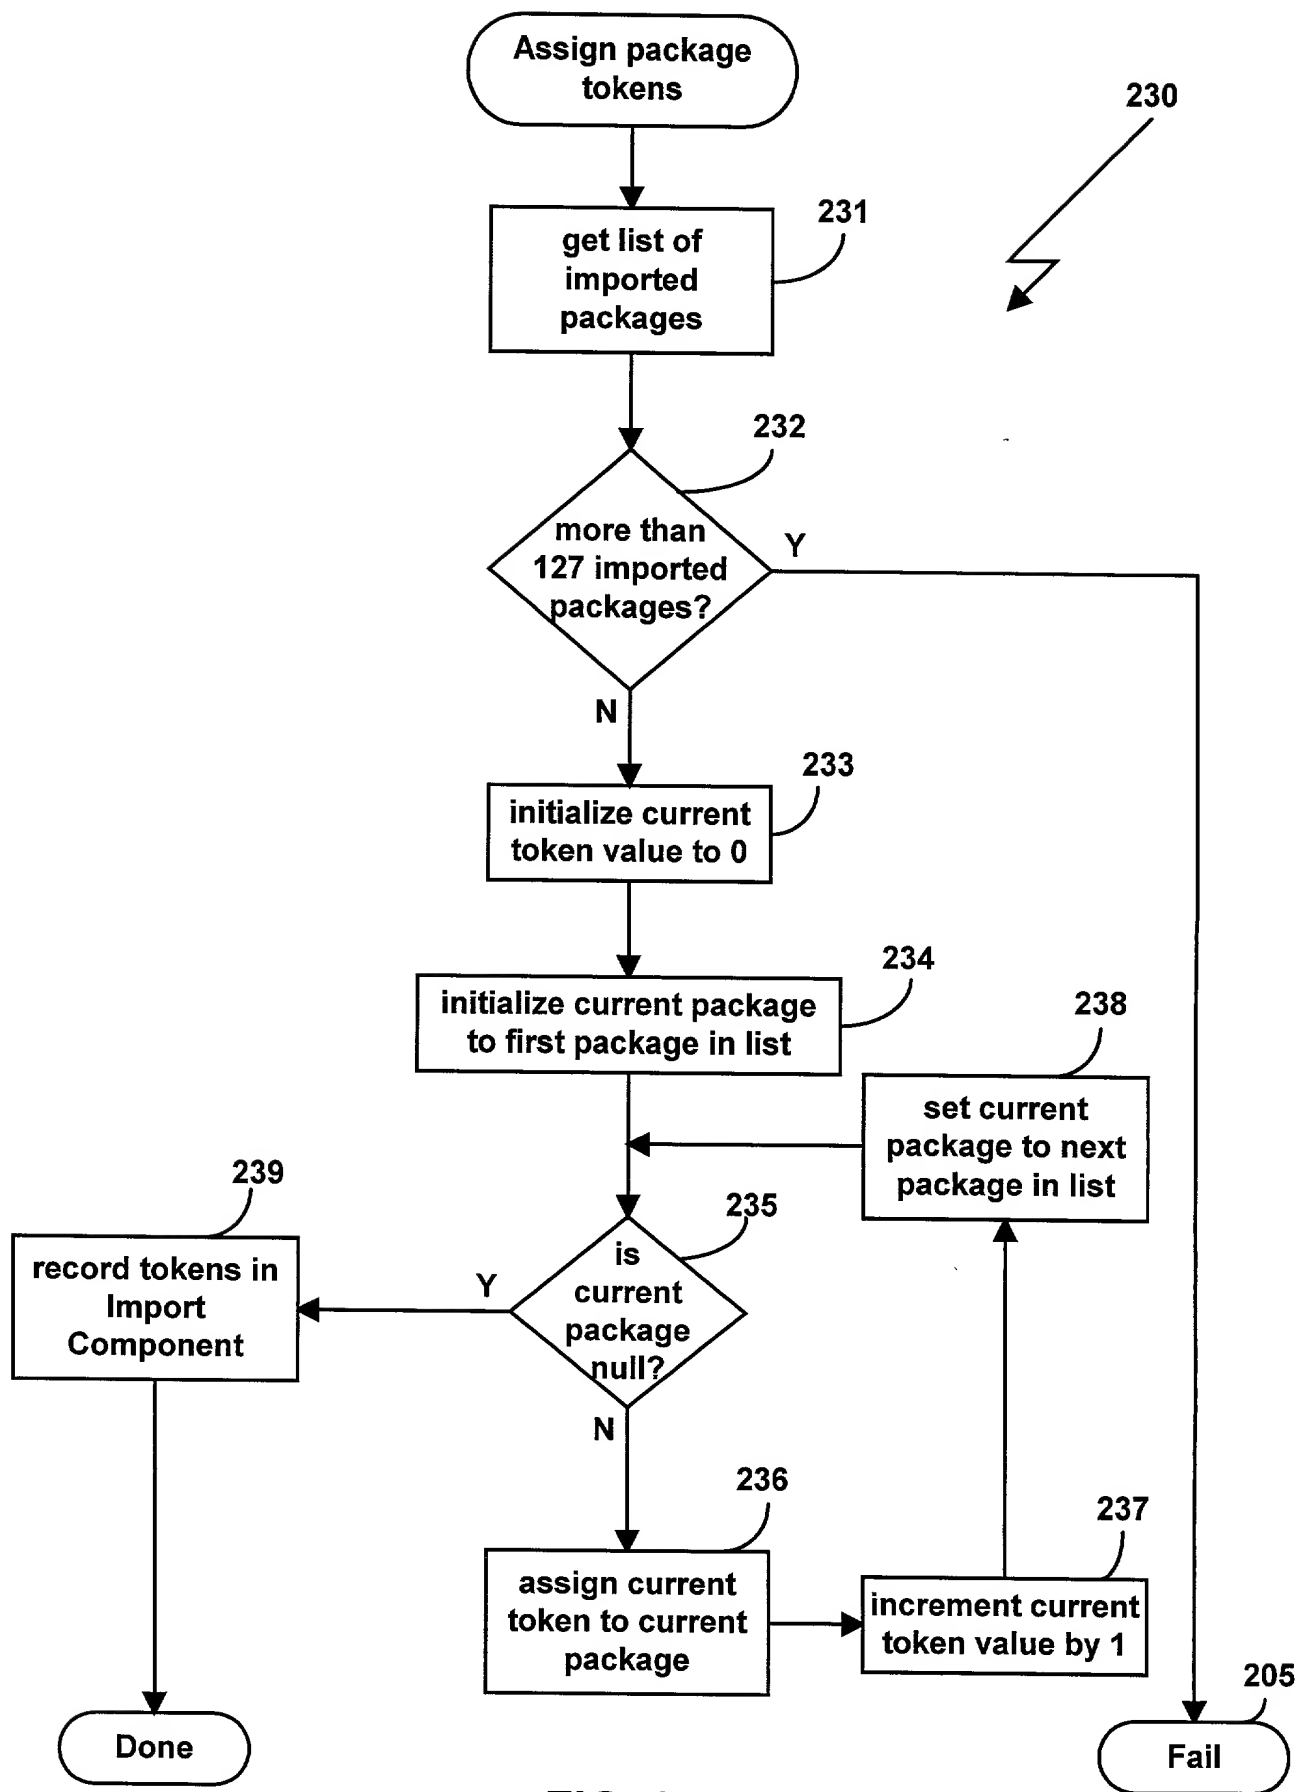 Assign package
tokens
230
231
get list of
imported
packages
232
more than
127 imported
packages?
Y
N
233
initialize current
token value to 0
234
initialize current package
to first package in list
238
set current
package to next
package in list
239
record tokens in
Import
Component
235
is
current
package
null?
Y
N
236
assign current
token to current
package
237
increment current
token value by 1
205
Done
Fail